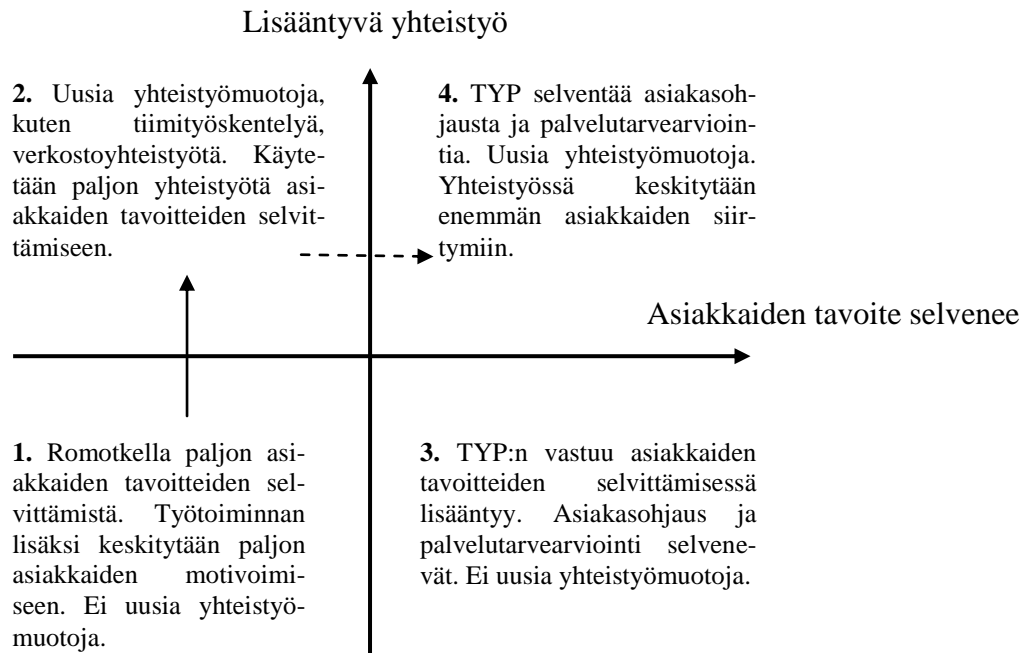 Lisääntyvä yhteistyö
2. Uusia yhteistyömuotoja,
kuten tiimityöskentelyä,
verkostoyhteistyötä. Käyte-
tään paljon yhteistyötä asi-
akkaiden tavoitteiden selvit-
tämiseen.
4. TYP selventää asiakasoh-
jausta ja palvelutarvearvioin-
tia. Uusia yhteistyömuotoja.
Yhteistyössä keskitytään
enemmän asiakkaiden siir-
tymiin.
Asiakkaiden tavoite selvenee
1. Romotkella paljon asi-
akkaiden tavoitteiden sel-
vittämistä. Työtoiminnan
lisäksi keskitytään paljon
asiakkaiden motivoimi-
seen. Ei uusia yhteistyö-
muotoja.
3. TYP:n vastuu asiakkaiden
tavoitteiden selvittämisessä
lisääntyy. Asiakasohjaus ja
palvelutarvearviointi selvene-
vät. Ei uusia yhteistyömuotoja.